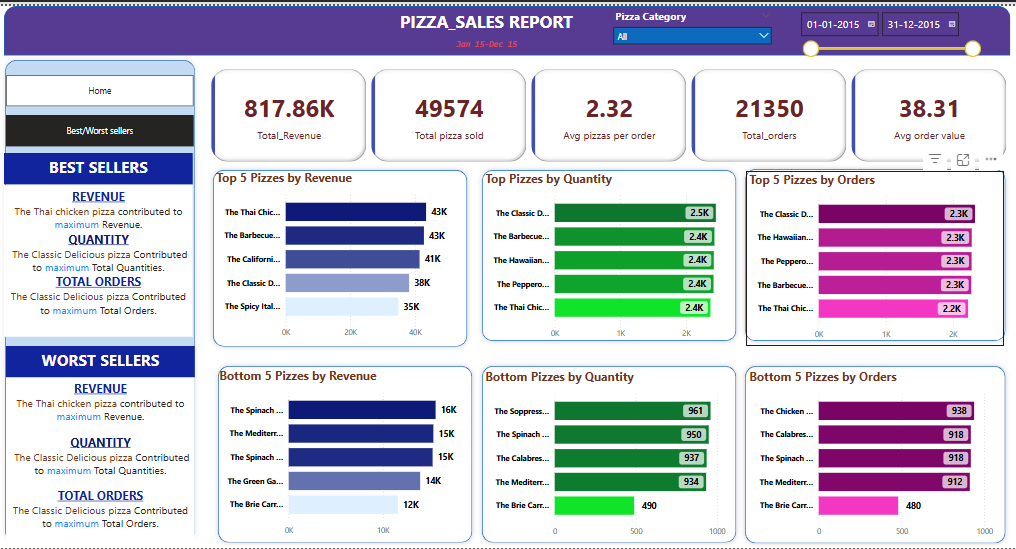 PIZZA_SALES REPORT
Jan 15-Dec 15
Pizza Category
All
01-01-2015
31-12-2015
Home
Best/Worst sellers
BEST SELLERS
REVENUE
The Thai chicken pizza contributed to
maximum Revenue.
QUANTITY
The Classic Delicious pizza Contributed
to maximum Total Quantities.
TOTAL ORDERS
The Classic Delicious pizza Contributed
to maximum Total Orders.
WORST SELLERS
REVENUE
The Thai chicken pizza contributed to
maximum Revenue.
QUANTITY
The Classic Delicious pizza Contributed
to maximum Total Quantities.
TOTAL ORDERS
The Classic Delicious pizza Contributed
to maximum Total Orders.
817.86K
Total_Revenue
49574
Total pizza sold
2.32
Avg pizzas per order
21350
Total_orders
38.31
Avg order value
Top 5 Pizzes by Revenue
The Thai Chic... 43K
The Barbecue... 43K
The Californi... 41K
The Classic D... 38K
The Spicy Ital... 35K
0K 20K 40K
Top Pizzes by Quantity
The Classic D... 2.5K
The Barbecue... 2.4K
The Hawaiian... 2.4K
The Peppero... 2.4K
The Thai Chic... 2.4K
0K 1K 2K
Top 5 Pizzes by Orders
The Classic D... 2.3K
The Hawaiian... 2.3K
The Peppero... 2.3K
The Barbecue... 2.3K
The Thai Chic... 2.2K
0K 1K 2K
Bottom 5 Pizzes by Revenue
The Spinach ... 16K
The Mediterr... 15K
The Spinach ... 15K
The Green Ga... 14K
The Brie Carr... 12K
0K 10K
Bottom Pizzes by Quantity
The Soppress... 961
The Spinach ... 950
The Calabres... 937
The Mediterr... 934
The Brie Carr... 490
0 500 1000
Bottom 5 Pizzes by Orders
The Chicken ... 938
The Calabres... 918
The Spinach ... 918
The Mediterr... 912
The Brie Carr... 480
0 500 1000